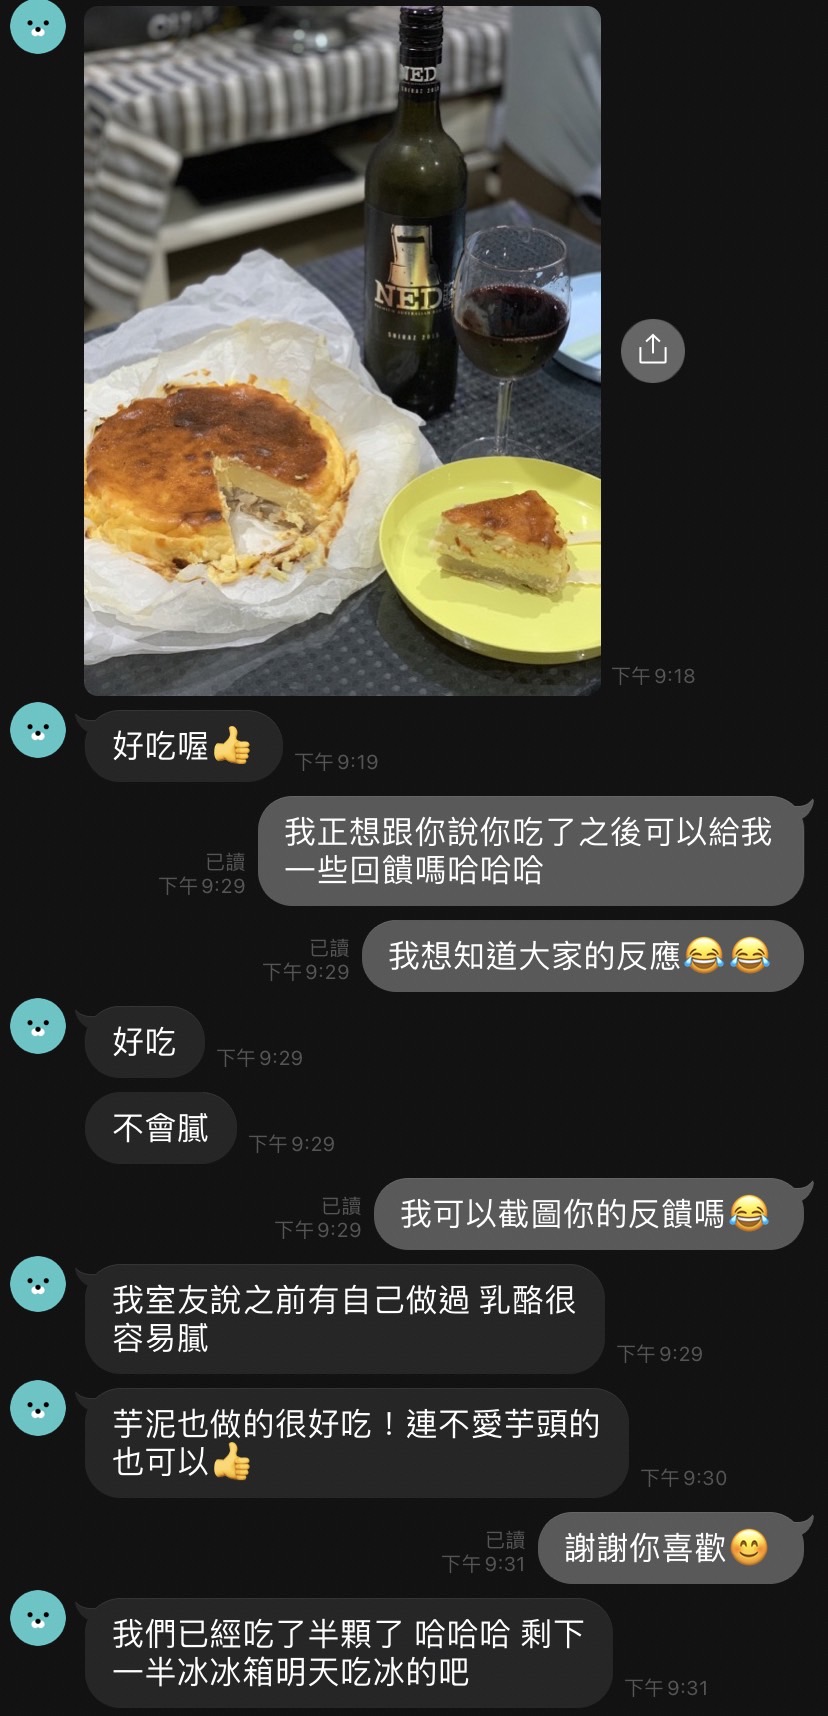 NED
SHIRAZ
NED
SHIRAZ
下午9:18
好吃喔👍
下午9:19
我正想跟你說你吃了之後可以給我
一些回饋嗎哈哈哈
已讀
下午9:29
我想知道大家的反應😂😂
已讀
下午9:29
好吃
下午9:29
不會膩
下午9:29
我可以截圖你的反饋嗎😂
已讀
下午9:29
我室友說之前有自己做過 乳酪很
容易膩
下午9:29
芋泥也做的很好吃！連不愛芋頭的
也可以👍
下午9:30
謝謝你喜歡😊
已讀
下午9:31
我們已經吃了半顆了 哈哈哈 剩下
一半冰冰箱明天吃冰的吧
下午9:31